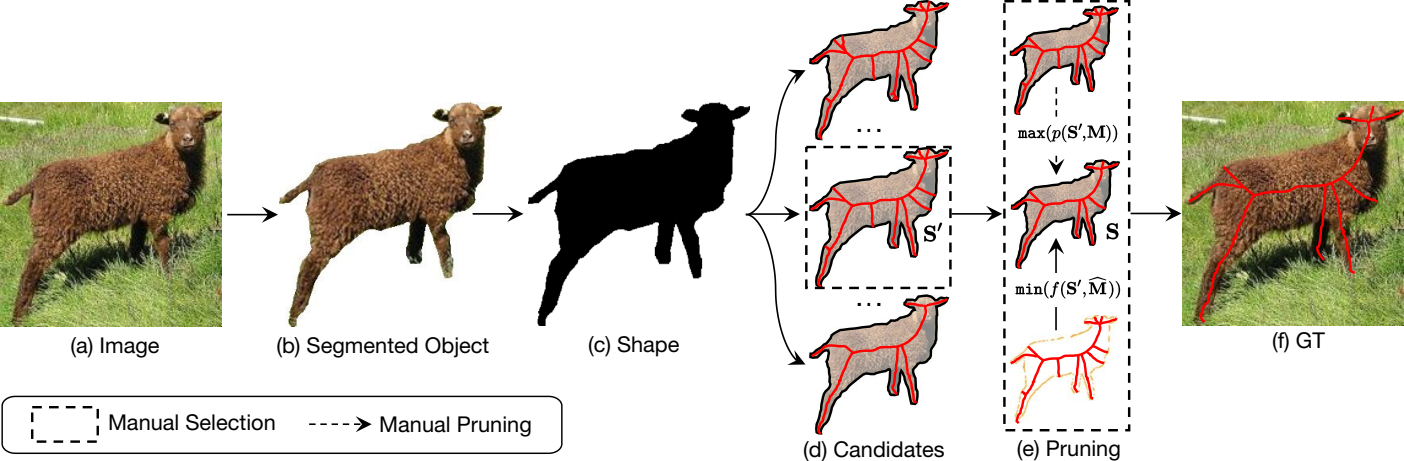 ...
max(p(S′,M))
S′
S
...
min(f(S′,M̂))
(a) Image
(b) Segmented Object
(c) Shape
(f) GT
Manual Selection
Manual Pruning
(d) Candidates
(e) Pruning